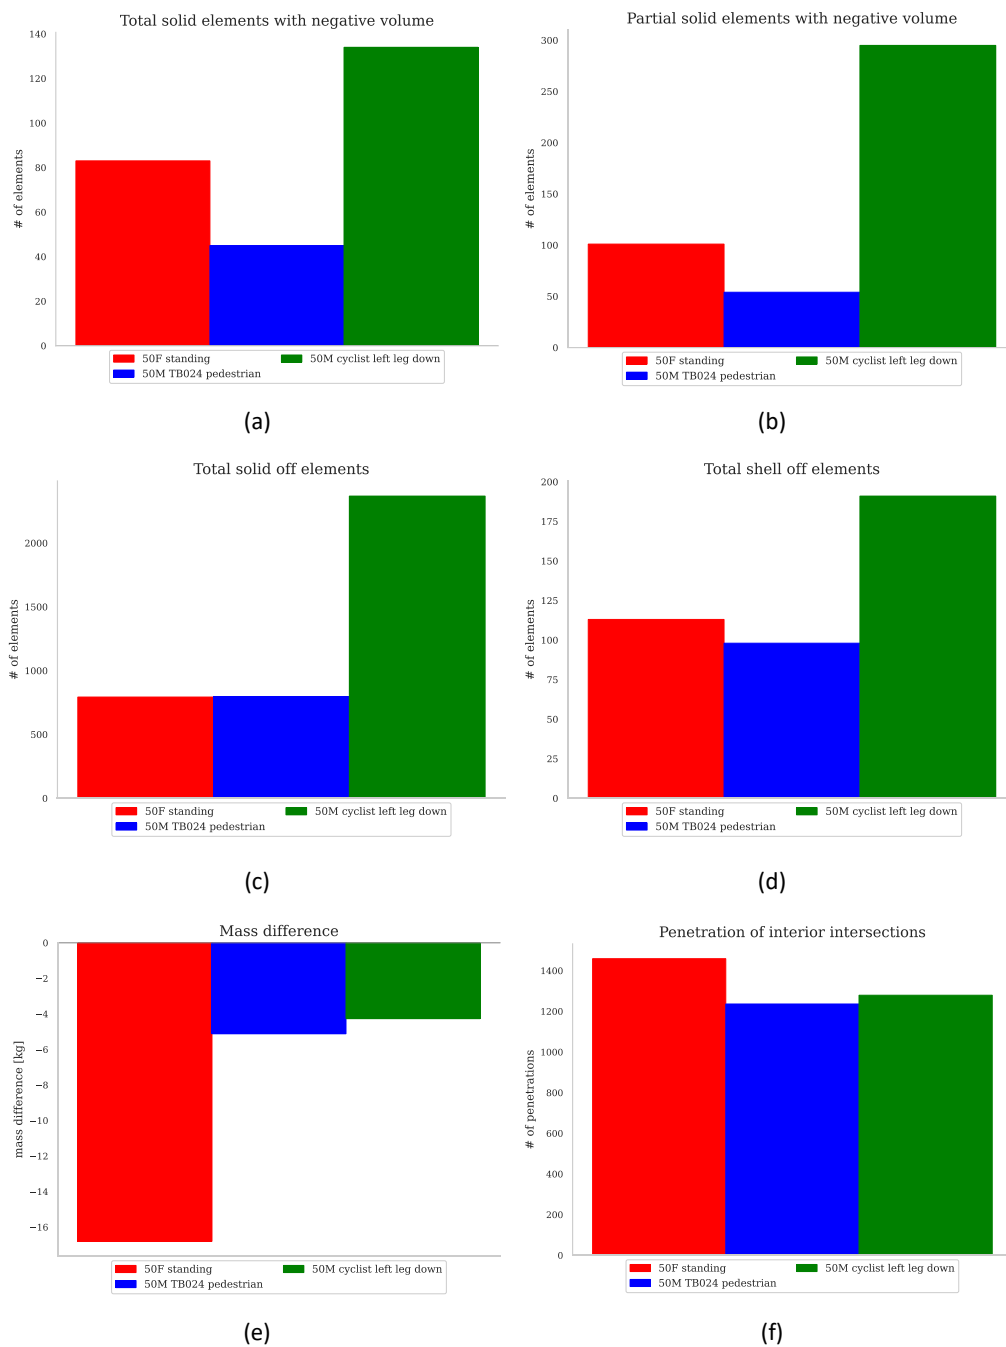 Total solid elements with negative volume
140
120
100
80
60
40
20
0
# of elements
50F standing
50M TB024 pedestrian
50M cyclist left leg down
(a)
Partial solid elements with negative volume
300
250
200
150
100
50
0
# of elements
50F standing
50M TB024 pedestrian
50M cyclist left leg down
(b)
Total solid off elements
2000
1500
1000
500
0
# of elements
50F standing
50M TB024 pedestrian
50M cyclist left leg down
(c)
Total shell off elements
200
175
150
125
100
75
50
25
0
# of elements
50F standing
50M TB024 pedestrian
50M cyclist left leg down
(d)
Mass difference
0
−2
−4
−6
−8
−10
−12
−14
−16
mass difference [kg]
50F standing
50M TB024 pedestrian
50M cyclist left leg down
(e)
Penetration of interior intersections
1400
1200
1000
800
600
400
200
0
# of penetrations
50F standing
50M TB024 pedestrian
50M cyclist left leg down
(f)